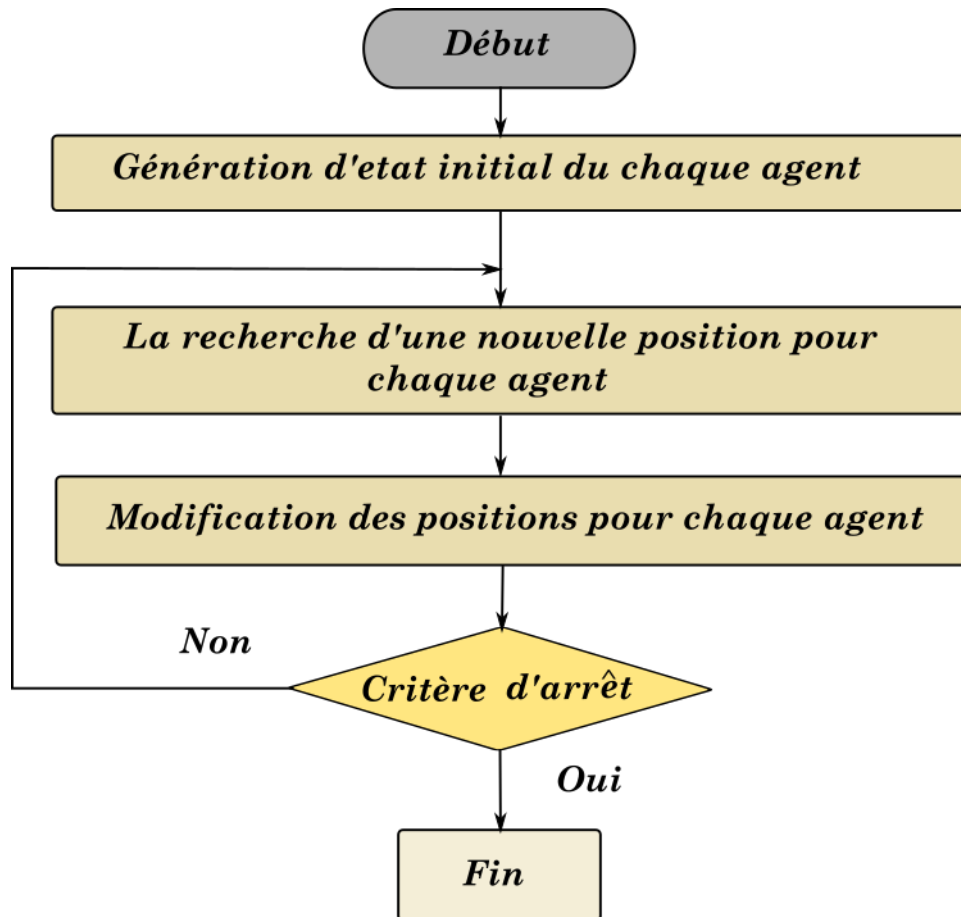 Début
Génération d'etat initial du chaque agent
La recherche d'une nouvelle position pour
chaque agent
Modification des positions pour chaque agent
Non
Critère d'arrêt
Oui
Fin